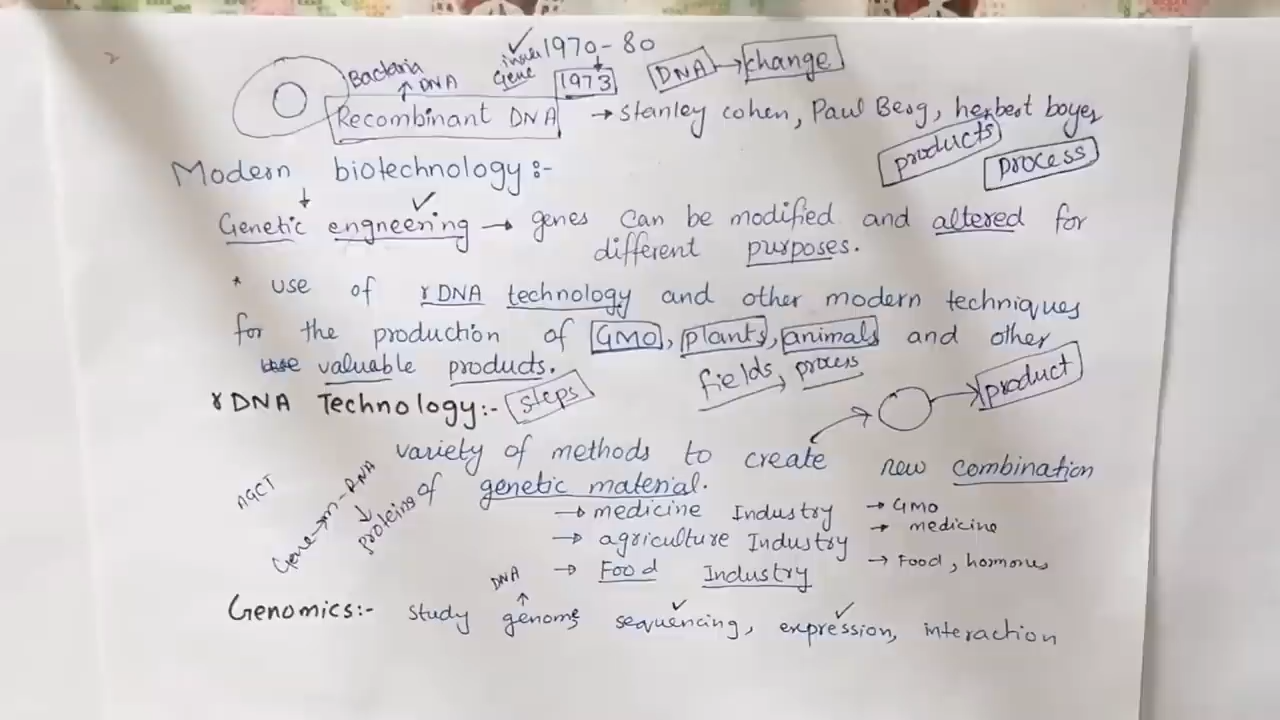 1970-80
Bacteria DNA Gene 1973 DNA → change
Recombinant DNA → Stanley cohen, Paul Berg, herbert boyer
products process
Modern biotechnology :-
Genetic engneering → genes can be modified and altered for
different purposes.
* use of rDNA technology and other modern techniques
for the production of GMO, plants, animals and other
valuable products.
fields, process
product
rDNA Technology:- steps
variety of methods to create new combination
of genetic material.
AGCT
Gene → m-RNA
proteins
→ medicine Industry → GMO
→ medicine
→ agriculture Industry
→ Food Industry → Food, hormones
DNA
Genomics:- study genoms sequencing, expression, interaction